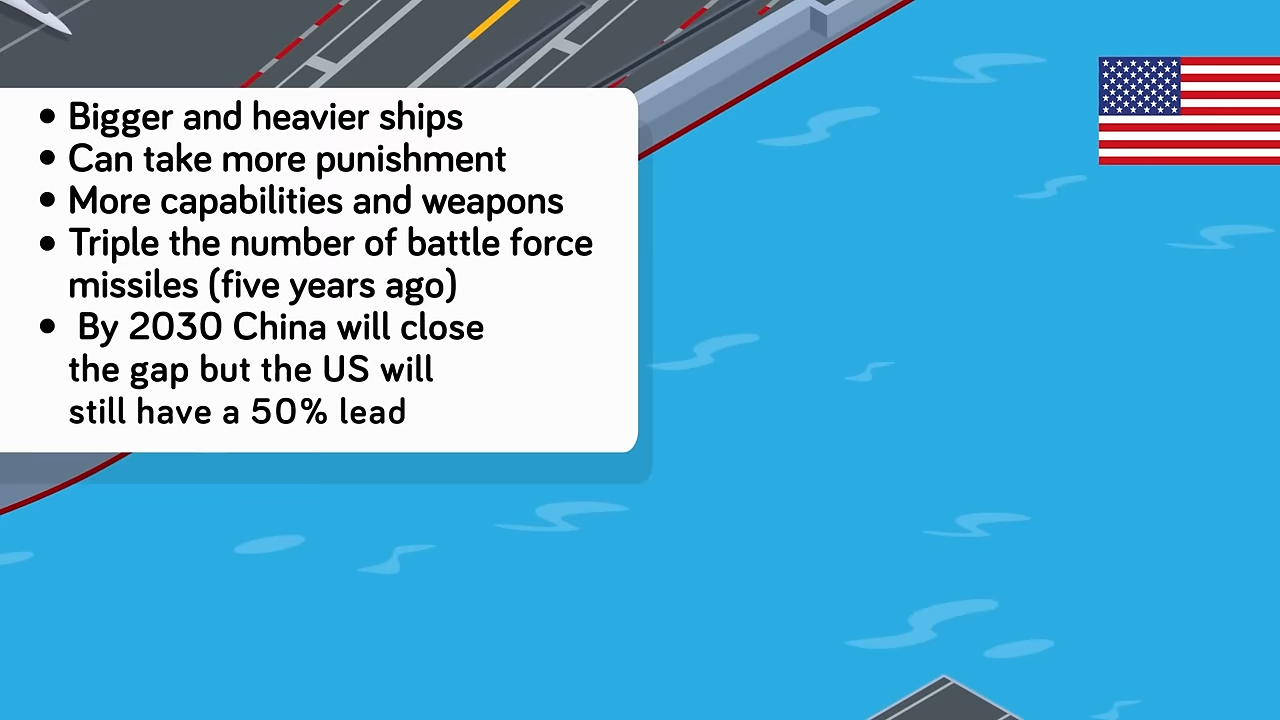 • Bigger and heavier ships
• Can take more punishment
• More capabilities and weapons
• Triple the number of battle force
missiles (five years ago)
• By 2030 China will close
the gap but the US will
still have a 50% lead